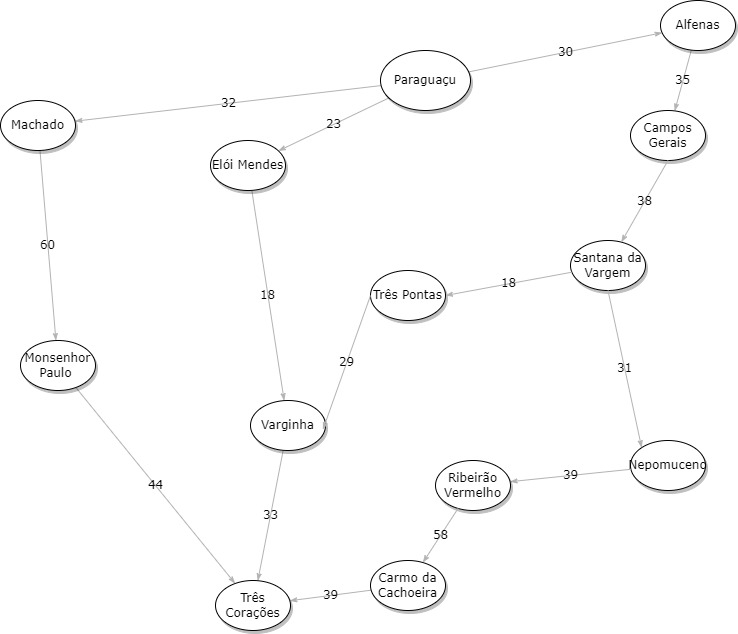 Alfenas
30
Paraguaçu
35
32
Machado
23
Campos
Gerais
Elói Mendes
38
60
Santana da
Vargem
18
Três Pontas
18
29
31
Monsenhor
Paulo
Varginha
Nepomuceno
39
Ribeirão
Vermelho
44
33
58
Carmo da
Cachoeira
39
Três
Corações